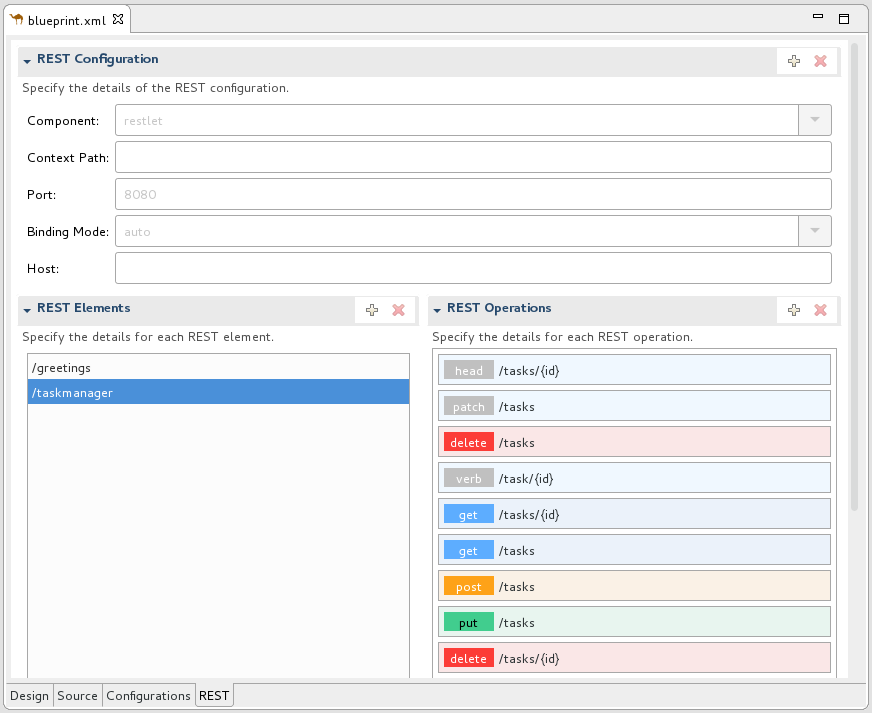 blueprint.xml
REST Configuration
Specify the details of the REST configuration.
Component: restlet
Context Path:
Port: 8080
Binding Mode: auto
Host:
REST Elements
Specify the details for each REST element.
/greetings
/taskmanager
REST Operations
Specify the details for each REST operation.
head /tasks/{id}
patch /tasks
delete /tasks
verb /task/{id}
get /tasks/{id}
get /tasks
post /tasks
put /tasks
delete /tasks/{id}
Design Source Configurations REST